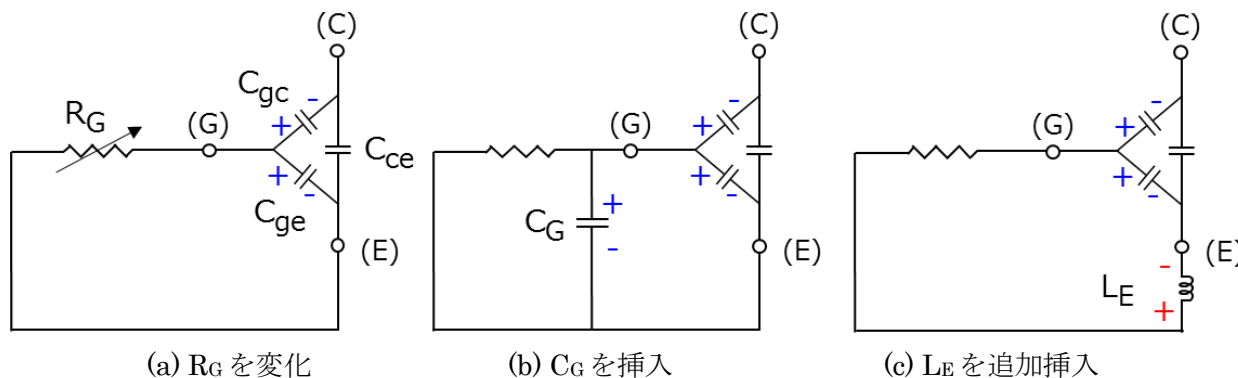 (C)
Cgc
-
RG
(G)
+
Cce
+
-
Cge
(E)
(a) RGを変化
(C)
-
(G)
+
+
-
CG
+
-
(E)
(b) CGを挿入
(C)
-
(G)
+
+
-
(E)
-
LE
+
(c) LEを追加挿入